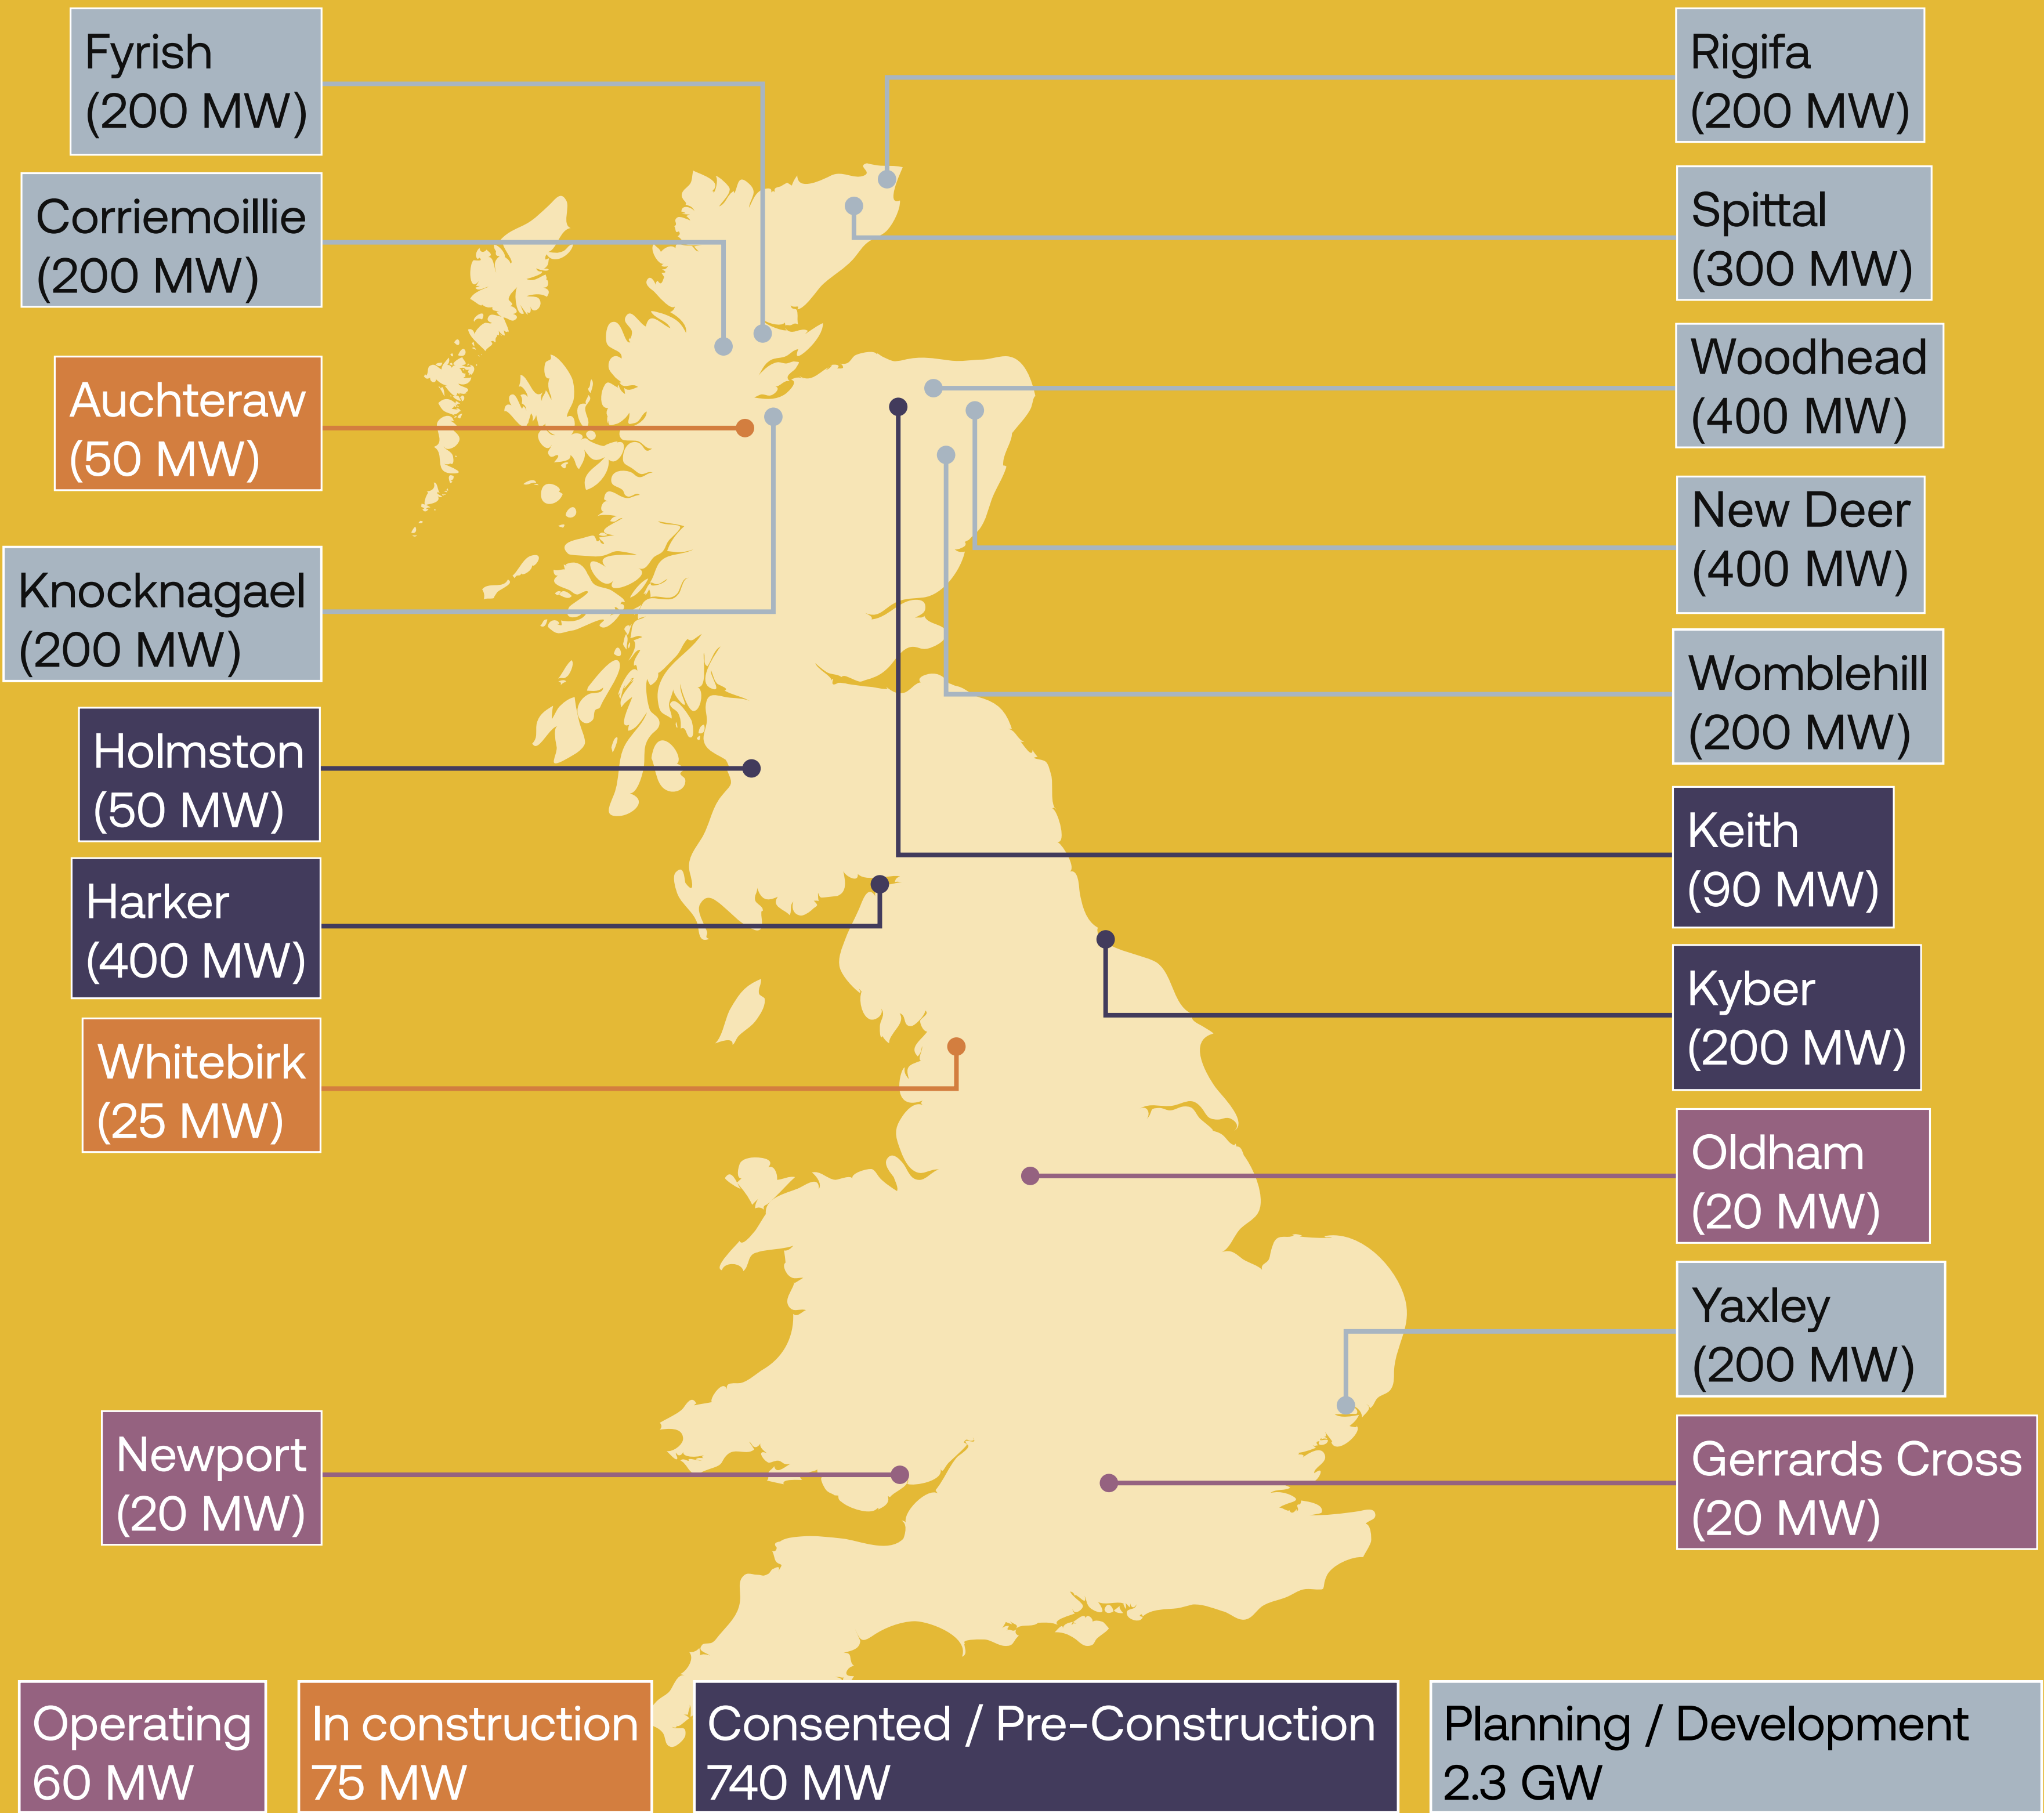 Fyrish
(200 MW)
Corriemoillie
(200 MW)
Auchteraw
(50 MW)
Knocknagael
(200 MW)
Holmston
(50 MW)
Harker
(400 MW)
Whitebirk
(25 MW)
Newport
(20 MW)
Rigifa
(200 MW)
Spittal
(300 MW)
Woodhead
(400 MW)
New Deer
(400 MW)
Womblehill
(200 MW)
Keith
(90 MW)
Kyber
(200 MW)
Oldham
(20 MW)
Yaxley
(200 MW)
Gerrards Cross
(20 MW)
Operating
60 MW
In construction
75 MW
Consented / Pre-Construction
740 MW
Planning / Development
2.3 GW